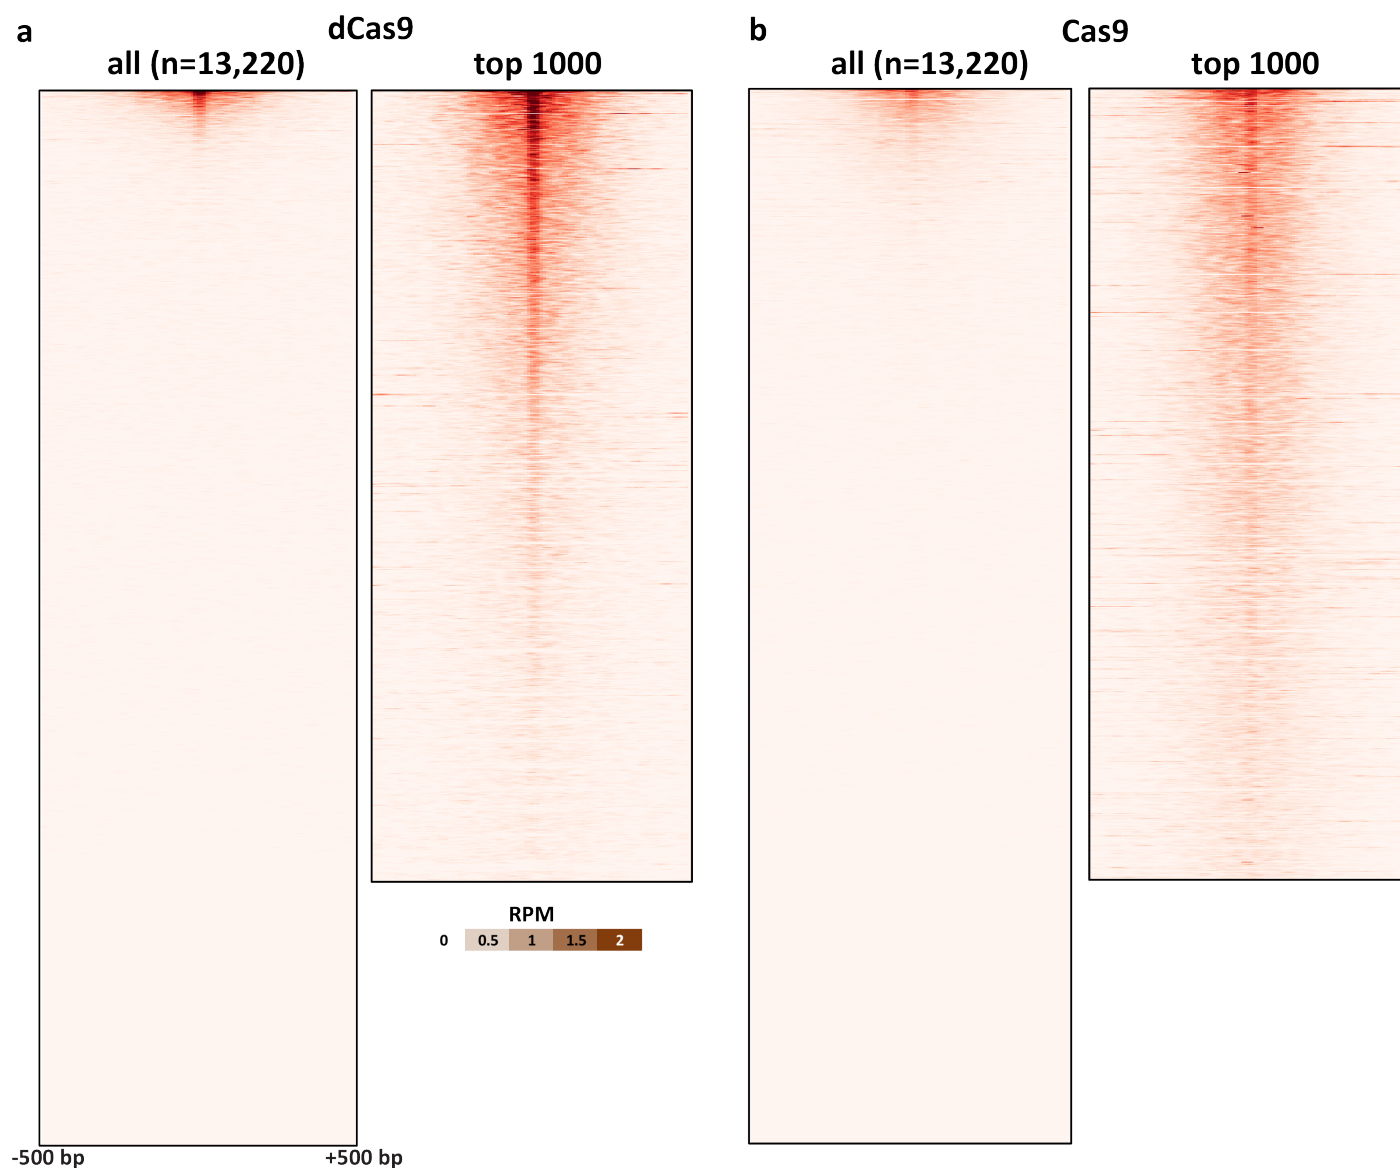 a
dCas9
all (n=13,220)
top 1000
b
Cas9
all (n=13,220)
top 1000
RPM
0 0.5 1 1.5 2
-500 bp
+500 bp